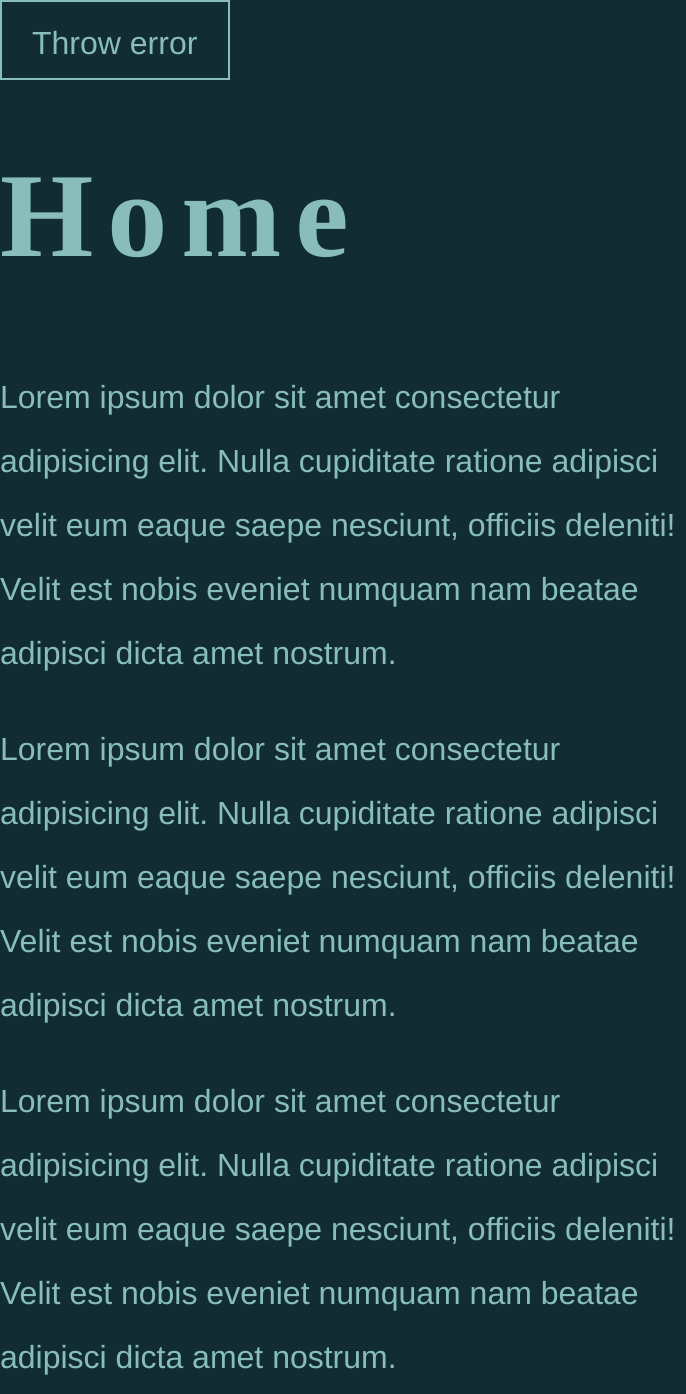 Throw error
Home
Lorem ipsum dolor sit amet consectetur
adipisicing elit. Nulla cupiditate ratione adipisci
velit eum eaque saepe nesciunt, officiis deleniti!
Velit est nobis eveniet numquam nam beatae
adipisci dicta amet nostrum.
Lorem ipsum dolor sit amet consectetur
adipisicing elit. Nulla cupiditate ratione adipisci
velit eum eaque saepe nesciunt, officiis deleniti!
Velit est nobis eveniet numquam nam beatae
adipisci dicta amet nostrum.
Lorem ipsum dolor sit amet consectetur
adipisicing elit. Nulla cupiditate ratione adipisci
velit eum eaque saepe nesciunt, officiis deleniti!
Velit est nobis eveniet numquam nam beatae
adipisci dicta amet nostrum.